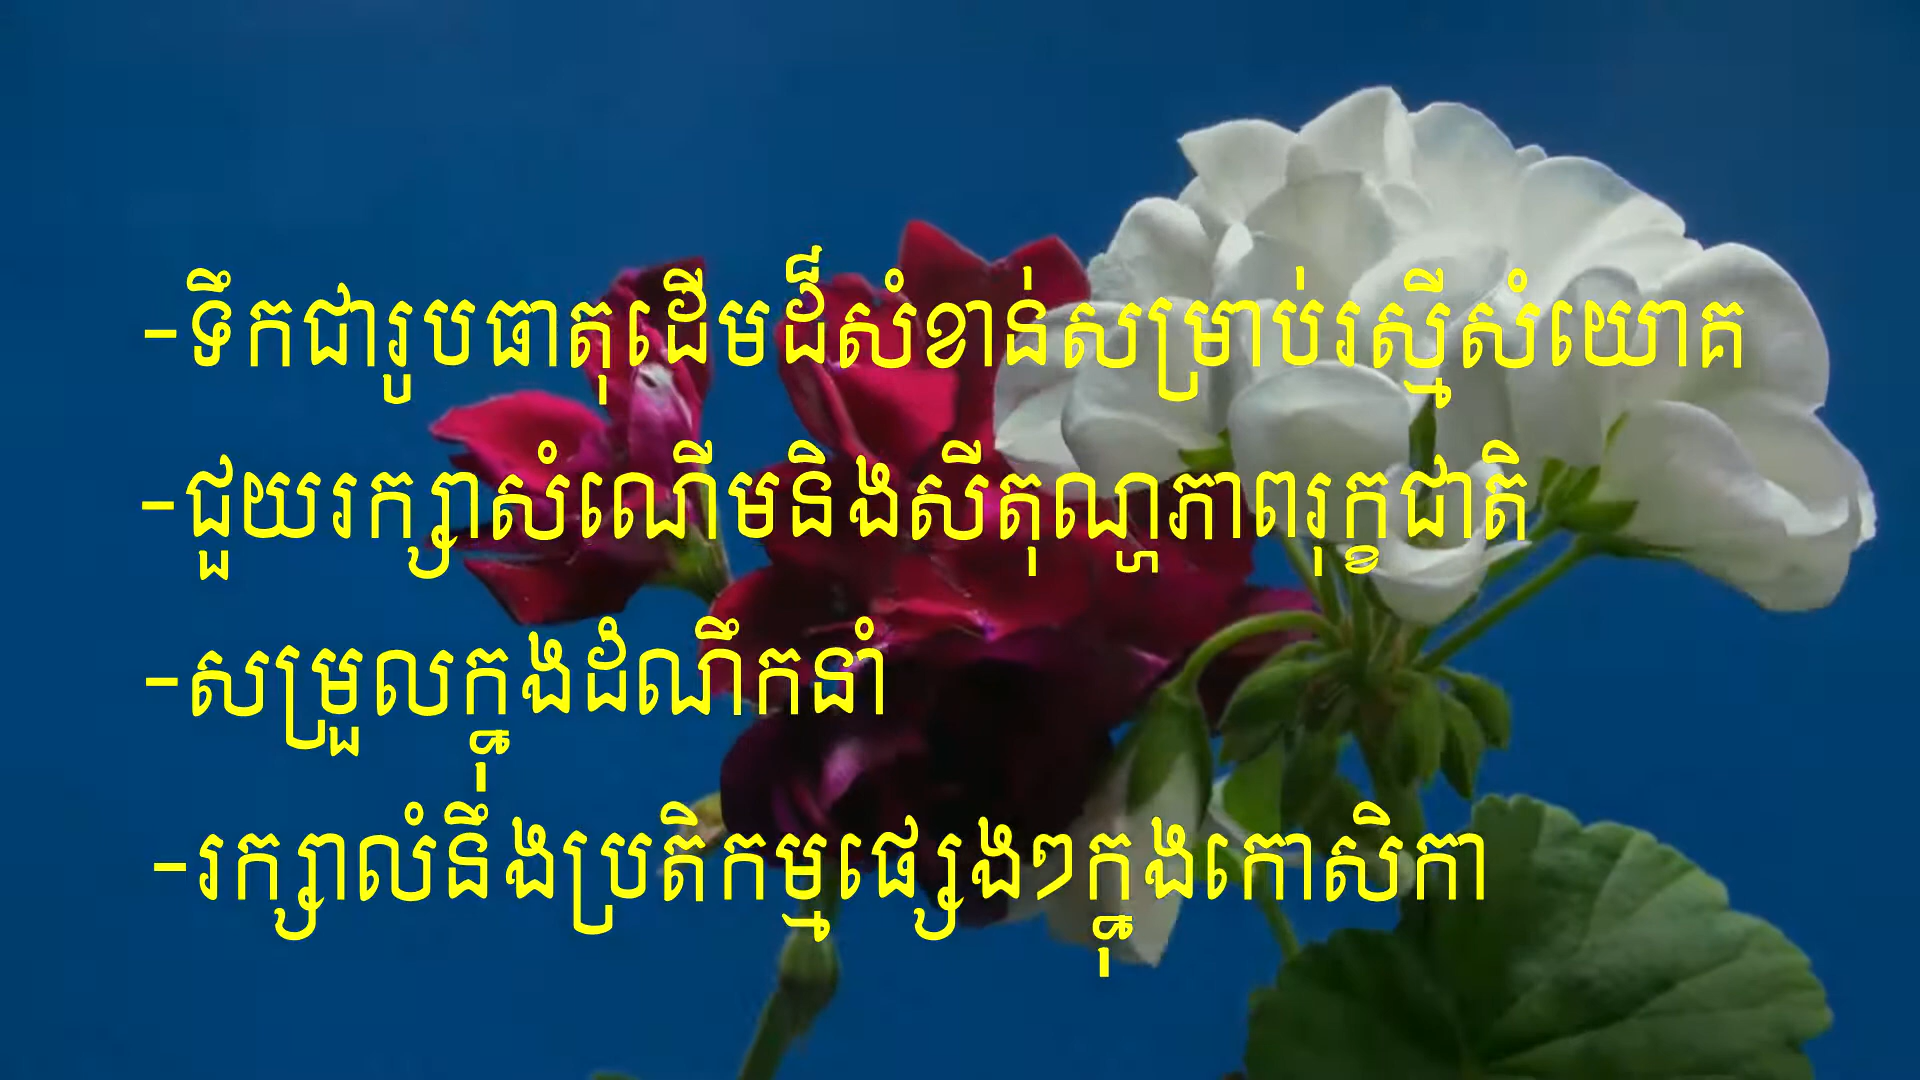 -ទឹកជារូបធាតុដើមដ៏សំខាន់សម្រាប់រស្មីសំយោគ
-ជួយរក្សាសំណើមនិងសីតុណ្ហភាពរុក្ខជាតិ
-សម្រួលក្នុងដំណឹកនាំ
-រក្សាលំនឹងប្រតិកម្មផ្សេងៗក្នុងកោសិកា